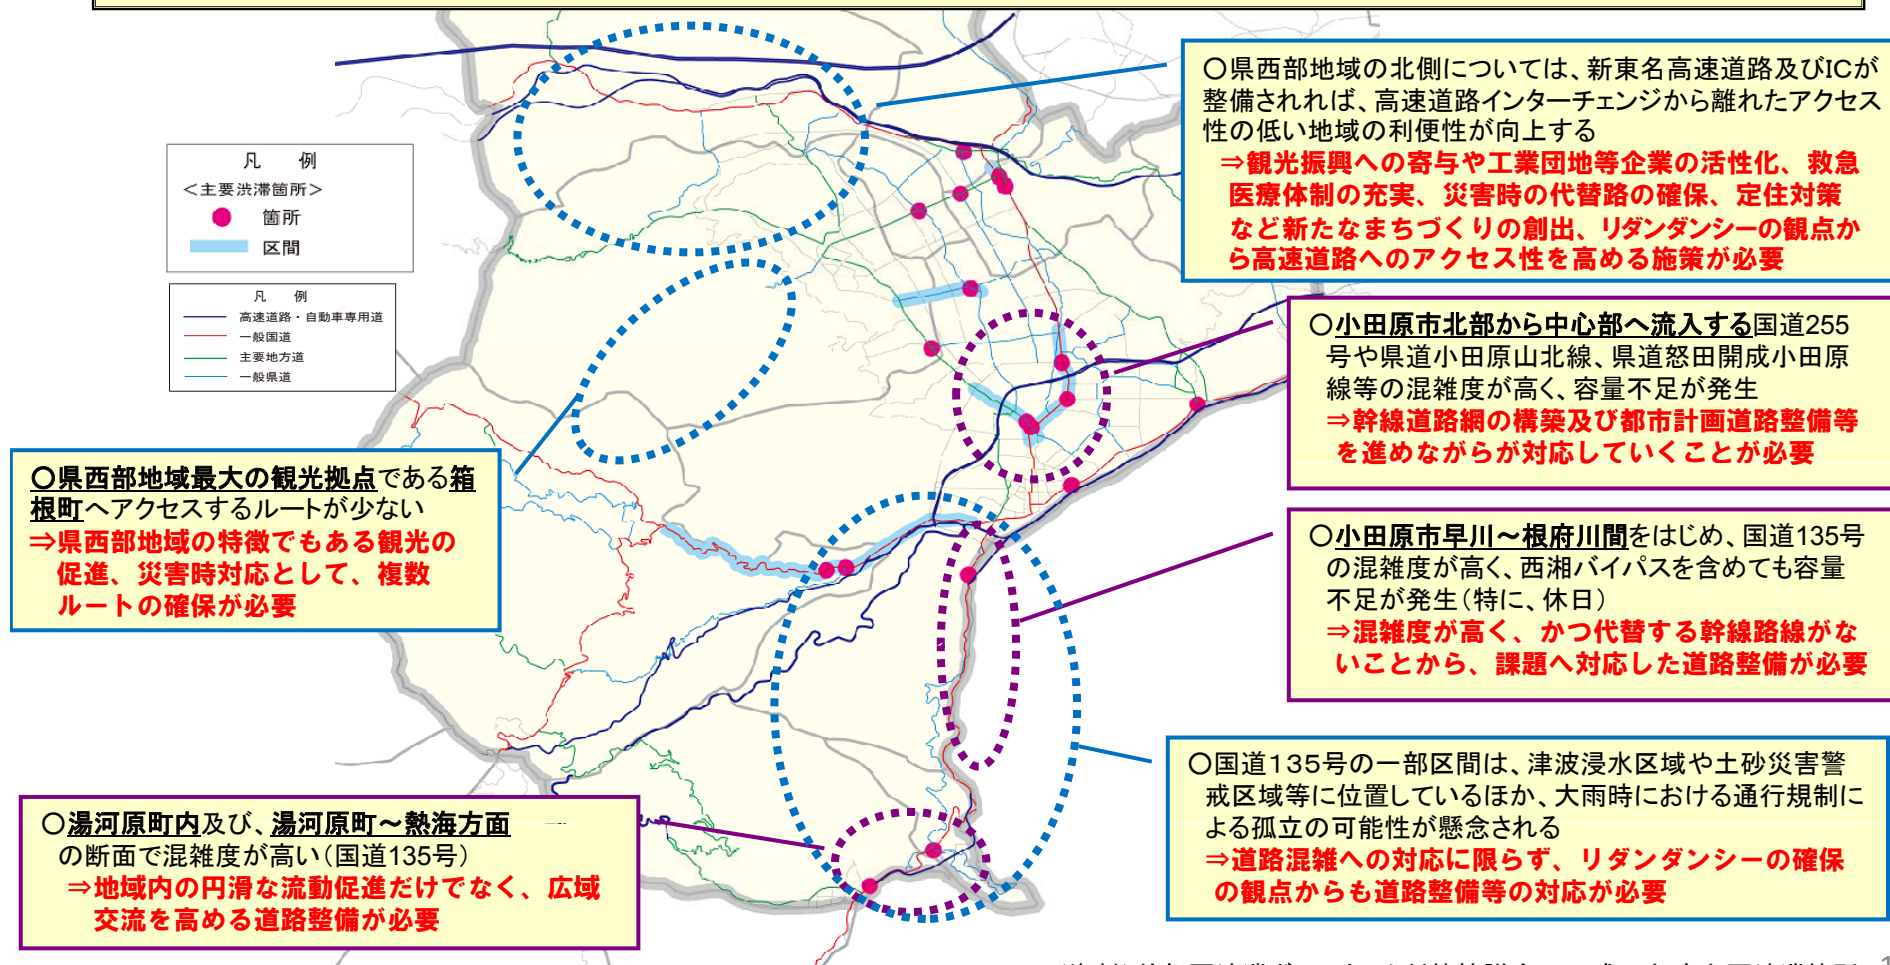 〇県西部地域の北側については、新東名高速道路及びICが
整備されれば、高速道路インターチェンジから離れたアクセス
性の低い地域の利便性が向上する
⇒観光振興への寄与や工業団地等企業の活性化、救急
医療体制の充実、災害時の代替路の確保、定住対策
など新たなまちづくりの創出、リダンダンシーの観点か
ら高速道路へのアクセス性を高める施策が必要
凡　例
＜主要渋滞箇所＞
箇所
区間
凡　例
高速道路・自動車専用道
一般国道
主要地方道
一般県道
〇小田原市北部から中心部へ流入する国道255
号や県道小田原山北線、県道怒田開成小田原
線等の混雑度が高く、容量不足が発生
⇒幹線道路網の構築及び都市計画道路整備等
を進めながらが対応していくことが必要
〇県西部地域最大の観光拠点である箱
根町へアクセスするルートが少ない
⇒県西部地域の特徴でもある観光の
促進、災害時対応として、複数
ルートの確保が必要
〇小田原市早川～根府川間をはじめ、国道135号
の混雑度が高く、西湘バイパスを含めても容量
不足が発生（特に、休日）
⇒混雑度が高く、かつ代替する幹線路線がな
いことから、課題へ対応した道路整備が必要
〇国道１３５号の一部区間は、津波浸水区域や土砂災害警
戒区域等に位置しているほか、大雨時における通行規制に
よる孤立の可能性が懸念される
⇒道路混雑への対応に限らず、リダンダンシーの確保
の観点からも道路整備等の対応が必要
〇湯河原町内及び、湯河原町～熱海方面
の断面で混雑度が高い（国道135号）
⇒地域内の円滑な流動促進だけでなく、広域
交流を高める道路整備が必要